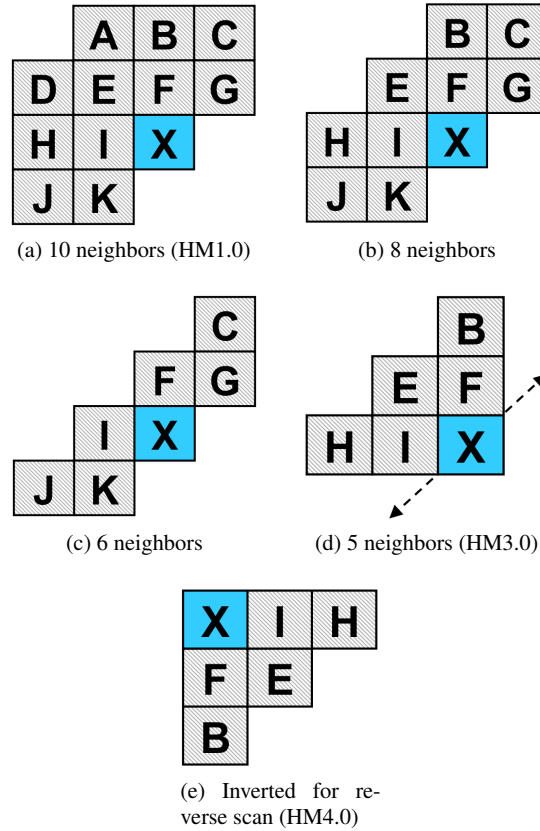 A B C
D E F G
H I X
J K
(a) 10 neighbors (HM1.0)
B C
E F G
H I X
J K
(b) 8 neighbors
C
F G
I X
J K
(c) 6 neighbors
B
E F
H I X
(d) 5 neighbors (HM3.0)
X I H
F E
B
(e) Inverted for re-
verse scan (HM4.0)